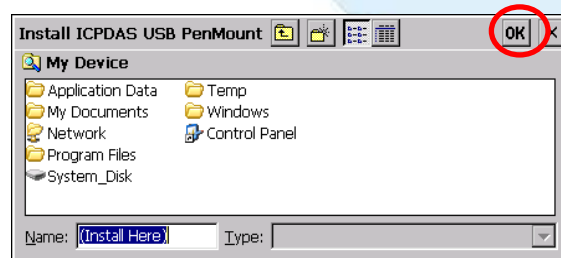 Install ICPDAS USB PenMount OK ×
My Device
Application Data Temp
My Documents Windows
Network Control Panel
Program Files
System_Disk
Name: (Install Here) Type: